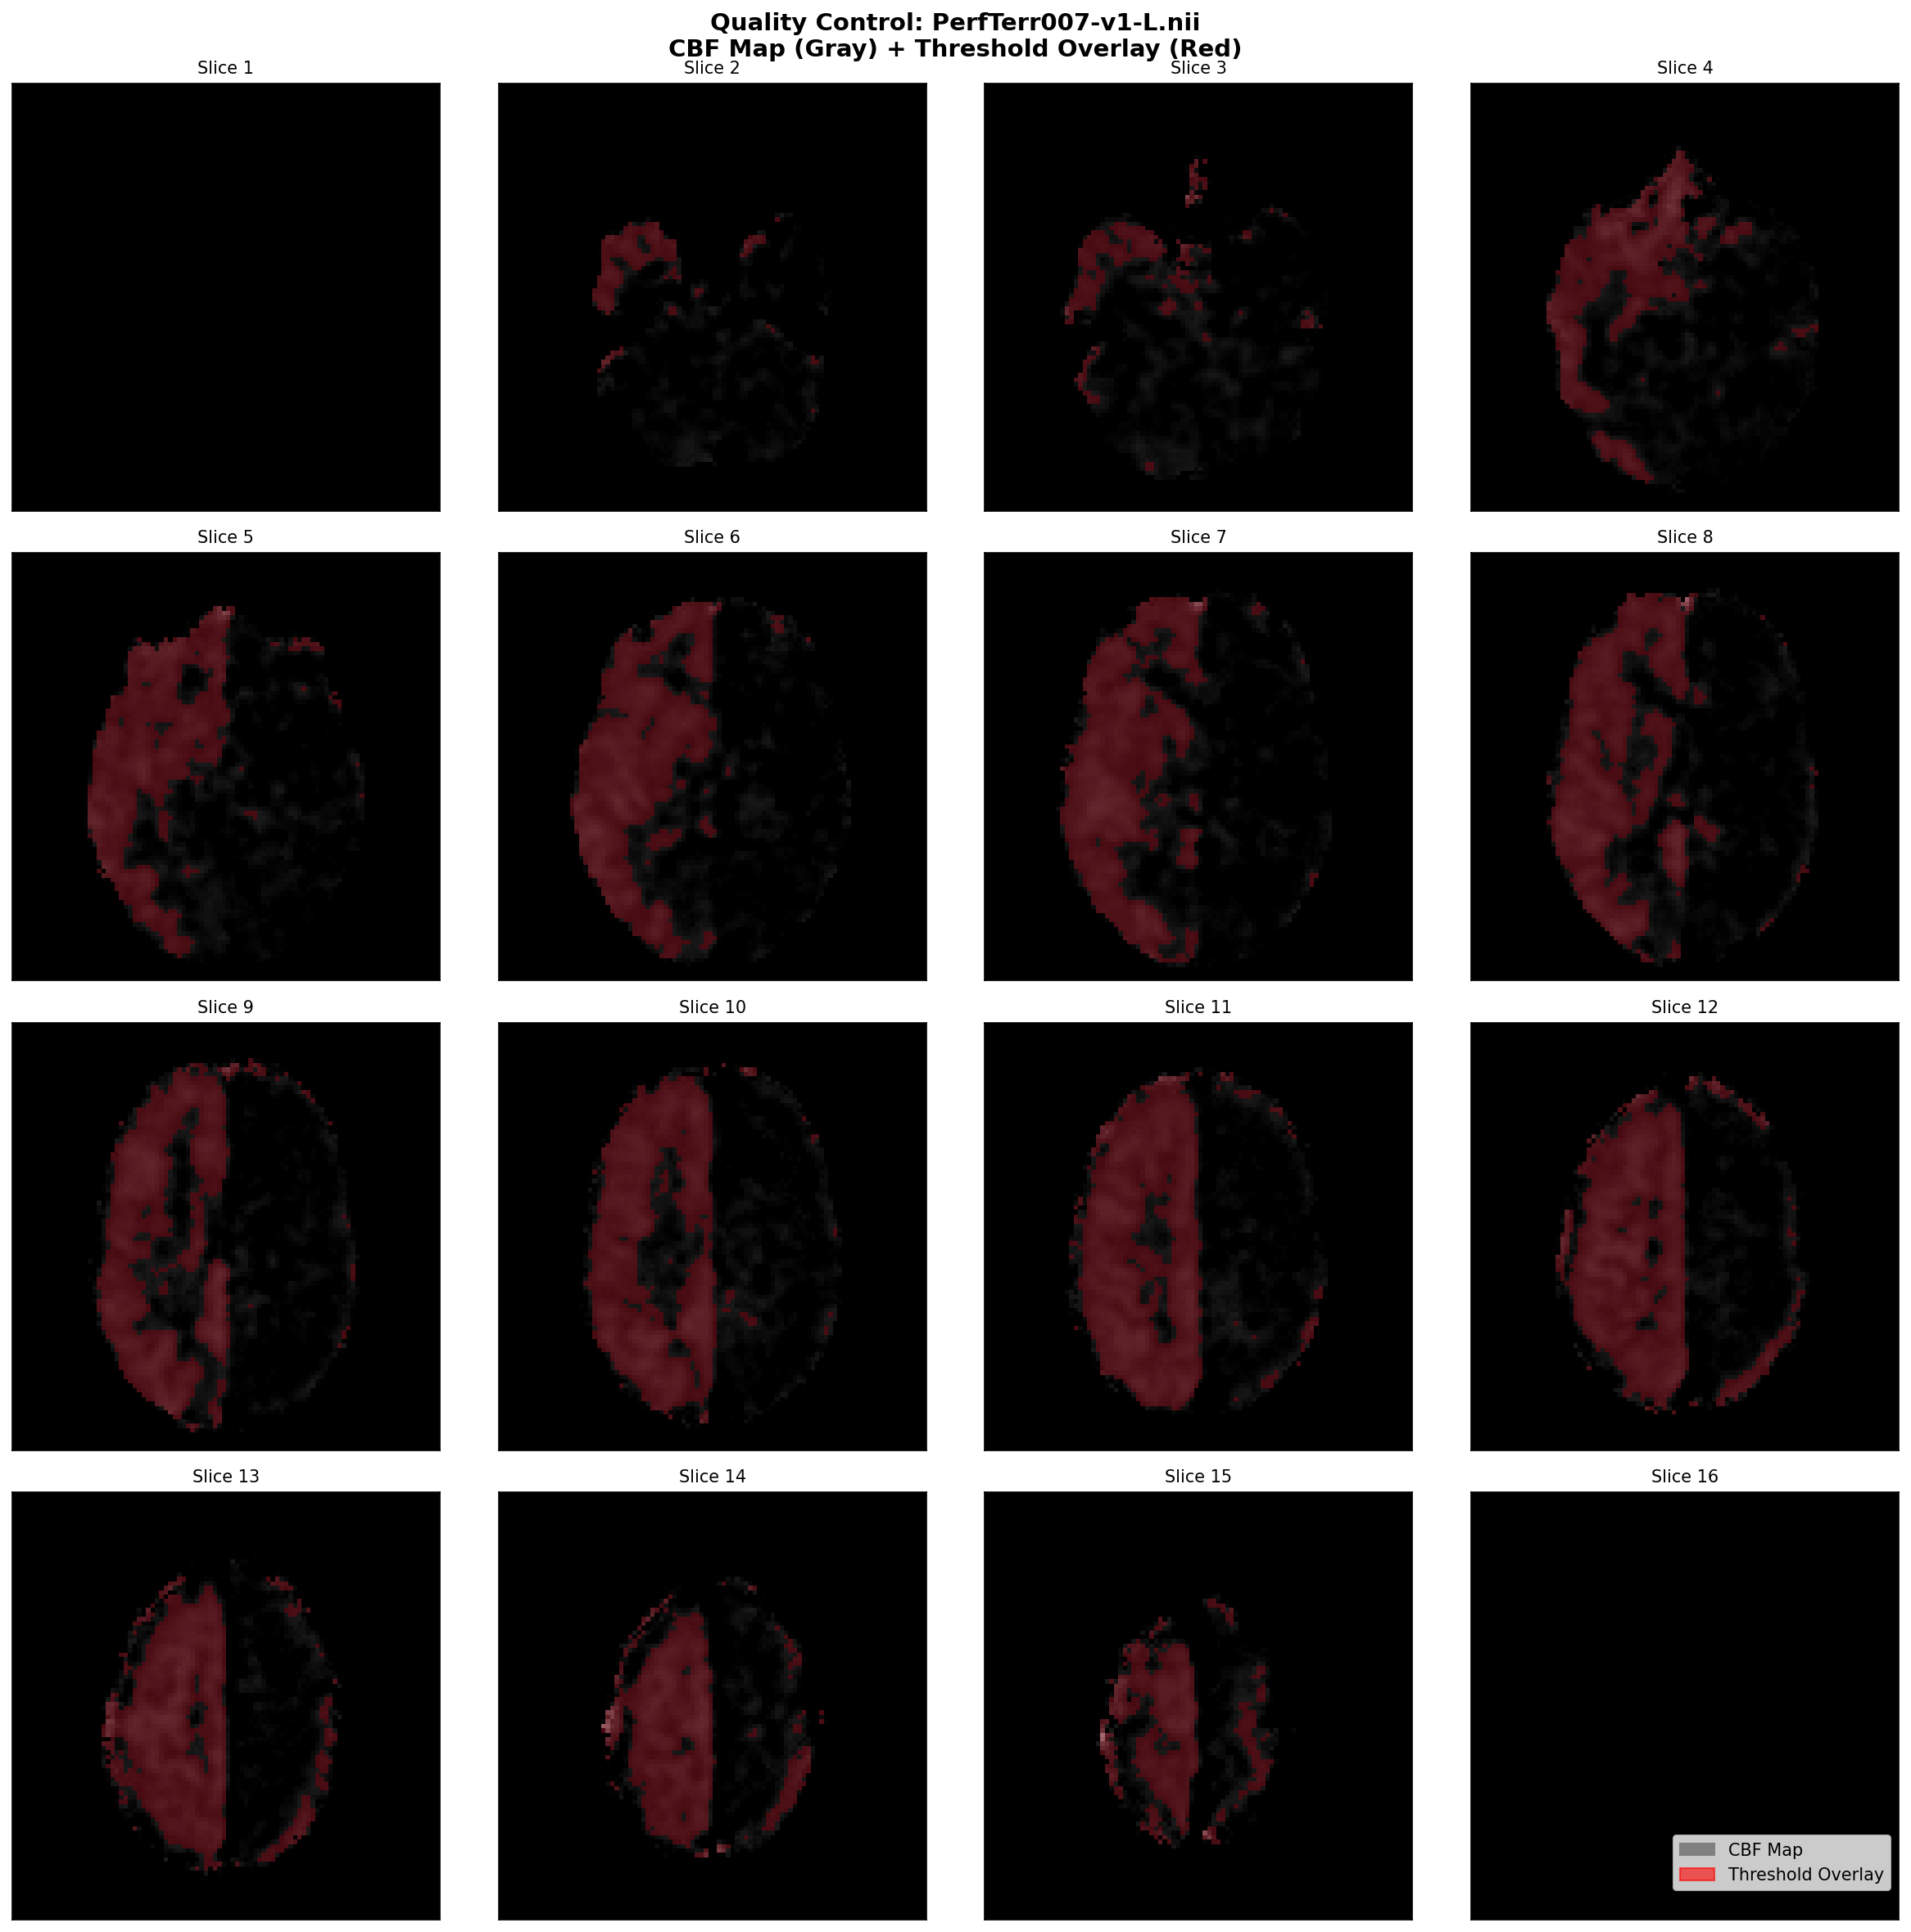 Quality Control: PerfTerr007-v1-L.nii
CBF Map (Gray) + Threshold Overlay (Red)
Slice 1
Slice 2
Slice 3
Slice 4
Slice 5
Slice 6
Slice 7
Slice 8
Slice 9
Slice 10
Slice 11
Slice 12
Slice 13
Slice 14
Slice 15
Slice 16
CBF Map
Threshold Overlay